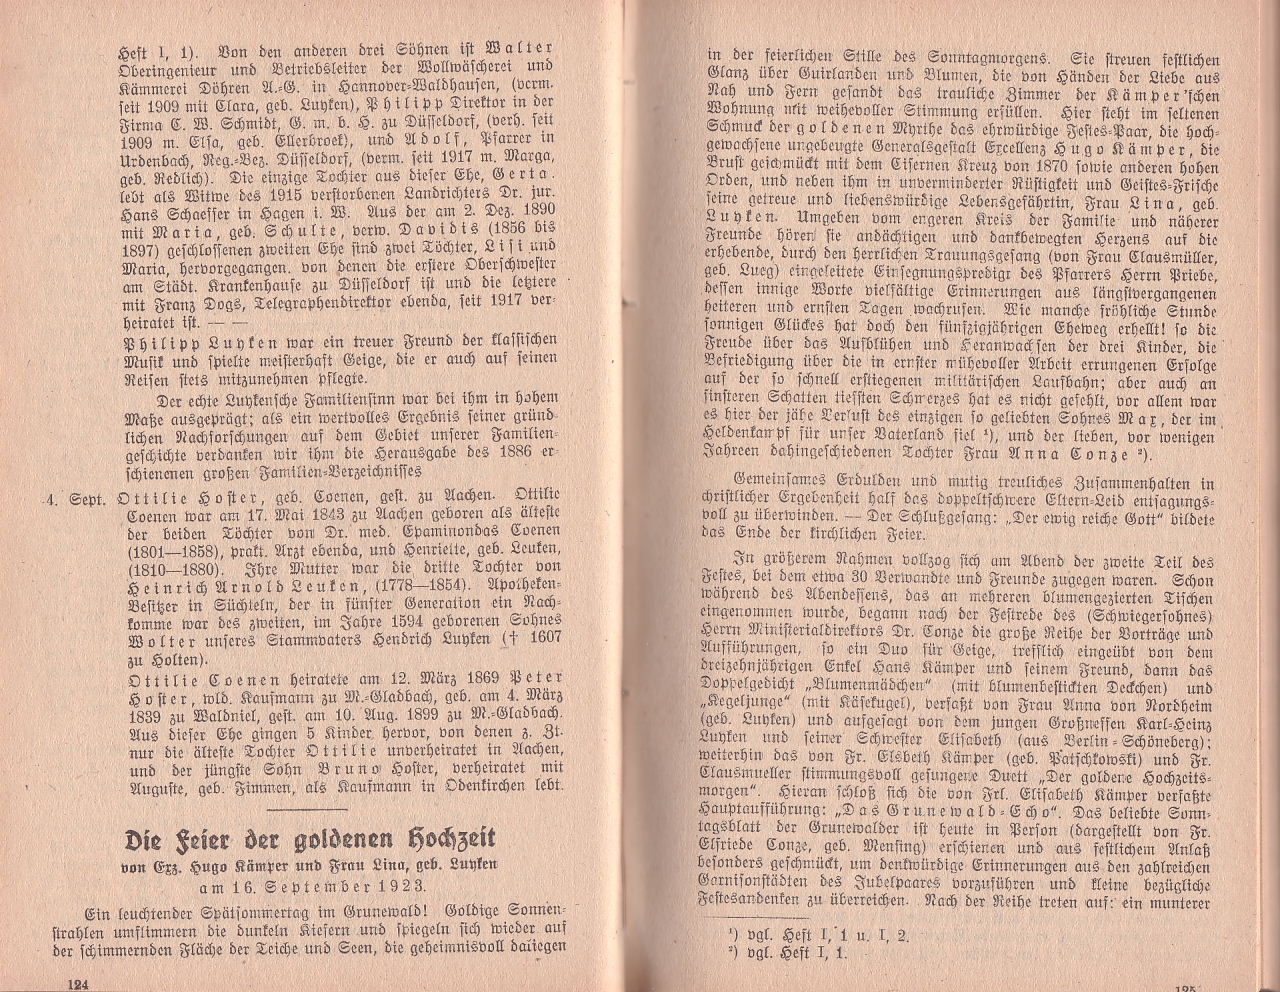 Heft I, 1). Von den anderen drei Söhnen ist Walter
Oberingenieur und Betriebsleiter der Wollwäscherei und
Kämmerei Döhren A.-G. in Hannover-Waldhausen, (verm.
seit 1909 mit Clara, geb. Luyken), Philipp Direktor in der
Firma C. W. Schmidt, G. m. b. H. zu Düsseldorf, (verh. seit
1909 m. Elsa, geb. Ellerbroek), und Adolf, Pfarrer in
Urdenbach, Reg.-Bez. Düsseldorf, (verm. seit 1917 m. Marga,
geb. Redlich). Die einzige Tochter aus dieser Ehe, Gerta.
lebt als Witwe des 1915 verstorbenen Landrichters Dr. jur.
Hans Schaeffer in Hagen i. W. Aus der am 2. Dez. 1890
mit Maria, geb. Schulte, verw. Davidis (1856 bis
1897) geschlossenen zweiten Ehe sind zwei Töchter, Lisi und
Maria, hervorgegangen. von denen die erstere Oberschwester
am Städt. Krankenhause zu Düsseldorf ist und die letztere
mit Franz Dogs, Telegraphendirektor ebenda, seit 1917 ver-
heiratet ist. — —
Philipp Luyken war ein treuer Freund der klassischen
Musik und spielte meisterhaft Geige, die er auch auf seinen
Reisen stets mitzunehmen pflegte.
Der echte Luykensche Familiensinn war bei ihm in hohem
Maße ausgeprägt; als ein wertvolles Ergebnis seiner gründ-
lichen Nachforschungen auf dem Gebiet unserer Familien-
geschichte verdanken wir ihm die Herausgabe des 1886 er-
schienenen großen Familien-Verzeichnisses
4. Sept. Ottilie Hoster, geb. Coenen, gest. zu Aachen. Ottilie
Coenen war am 17. Mai 1843 zu Aachen geboren als älteste
der beiden Töchter von Dr. med. Epaminondas Coenen
(1801—1858), prakt. Arzt ebenda, und Henriette, geb. Leuken,
(1810—1880). Ihre Mutter war die dritte Tochter von
Heinrich Arnold Leuken, (1778—1854). Apotheken-
Besitzer in Süchteln, der in fünfter Generation ein Nach-
komme war des zweiten, im Jahre 1594 geborenen Sohnes
Wolter unseres Stammvaters Hendrich Luyken († 1607
zu Holten).
Ottilie Coenen heiratete am 12. März 1869 Peter
Hoster, wld. Kaufmann zu M.-Gladbach, geb. am 4. März
1839 zu Waldniel, gest. am 10. Aug. 1899 zu M.-Gladbach.
Aus dieser Ehe gingen 5 Kinder hervor, von denen z. Zt.
nur die älteste Tochter Ottilie unverheiratet in Aachen,
und der jüngste Sohn Bruno Hoster, verheiratet mit
Auguste, geb. Fimmen, als Kaufmann in Odenkirchen lebt.
Die Feier der goldenen Hochzeit
von Exz. Hugo Kämper und Frau Lina, geb. Luyken
am 16. September 1923.
Ein leuchtender Spätsommertag im Grunewald! Goldige Sonnen-
strahlen umflimmern die dunkeln Kiefern und spiegeln sich wieder auf
der schimmernden Fläche der Teiche und Seen, die geheimnisvoll daliegen
124
in der feierlichen Stille des Sonntagmorgens. Sie streuen festlichen
Glanz über Guirlanden und Blumen, die von Händen der Liebe aus
Nah und Fern gesandt das trauliche Zimmer der Kämper'schen
Wohnung mit weihevoller Stimmung erfüllen. Hier steht im seltenen
Schmuck der goldenen Myrthe das ehrwürdige Festes-Paar, die hoch-
gewachsene ungebeugte Generalsgestalt Excellenz Hugo Kämper, die
Brust geschmückt mit dem Eisernen Kreuz von 1870 sowie anderen hohen
Orden, und neben ihm in unverminderter Rüstigkeit und Geistes-Frische
seine getreue und liebenswürdige Lebensgefährtin, Frau Lina, geb.
Luyken. Umgeben vom engeren Kreis der Familie und näherer
Freunde hören sie andächtigen und dankbewegten Herzens auf die
erhebende, durch den herrlichen Trauungsgesang (von Frau Clausmüller,
geb. Lueg) eingeleitete Einsegnungspredigt des Pfarrers Herrn Priebe,
dessen innige Worte vielfältige Erinnerungen aus längstvergangenen
heiteren und ernsten Tagen wachrufen. Wie manche fröhliche Stunde
sonnigen Glückes hat doch den fünfzigjährigen Eheweg erhellt! so die
Freude über das Aufblühen und Heranwachsen der drei Kinder, die
Befriedigung über die in ernster mühevoller Arbeit errungenen Erfolge
auf der so schnell erstiegenen militärischen Laufbahn; aber auch an
finsteren Schatten tiefsten Schmerzes hat es nicht gefehlt, vor allem war
es hier der jähe Verlust des einzigen so geliebten Sohnes Max, der im
Heldenkampf für unser Vaterland fiel ¹), und der lieben, vor wenigen
Jahreen dahingeschiedenen Tochter Frau Anna Conze ²).
Gemeinsames Erdulden und mutig treuliches Zusammenhalten in
christlicher Ergebenheit half das doppeltschwere Eltern-Leid entsagungs-
voll zu überwinden. — Der Schlußgesang: „Der ewig reiche Gott“ bildete
das Ende der kirchlichen Feier.
In größerem Rahmen vollzog sich am Abend der zweite Teil des
Festes, bei dem etwa 30 Verwandte und Freunde zugegen waren. Schon
während des Abendessens, das an mehreren blumengezierten Tischen
eingenommen wurde, begann nach der Festrede des (Schwiegersohnes)
Herrn Ministerialdirektors Dr. Conze die große Reihe der Vorträge und
Aufführungen, so ein Duo für Geige, trefflich eingeübt von dem
dreizehnjährigen Enkel Hans Kämper und seinem Freund, dann das
Doppelgedicht „Blumenmädchen“ (mit blumenbestickten Deckchen) und
„Kegeljunge“ (mit Käsekugel), verfaßt von Frau Anna von Nordheim
(geb. Luyken) und aufgesagt von dem jungen Großneffen Karl-Heinz
Luyken und seiner Schwester Elisabeth (aus Berlin-Schöneberg);
weiterhin das von Fr. Elsbeth Kämper (geb. Patschkowski) und Fr.
Clausmueller stimmungsvoll gesungene Duett „Der goldene Hochzeits-
morgen“. Hieran schloß sich die von Frl. Elisabeth Kämper verfaßte
Hauptaufführung: „Das Grunewald-Echo“. Das beliebte Sonn-
tagsblatt der Grunewalder ist heute in Person (dargestellt von Fr.
Elfriede Conze, geb. Mensing) erschienen und aus festlichem Anlaß
besonders geschmückt, um denkwürdige Erinnerungen aus den zahlreichen
Garnisonstädten des Jubelpaares vorzuführen und kleine bezügliche
Festesandenken zu überreichen. Nach der Reihe treten auf: ein munterer
¹) vgl. Heft I, 1 u. I, 2.
²) vgl. Heft I, 1.
125